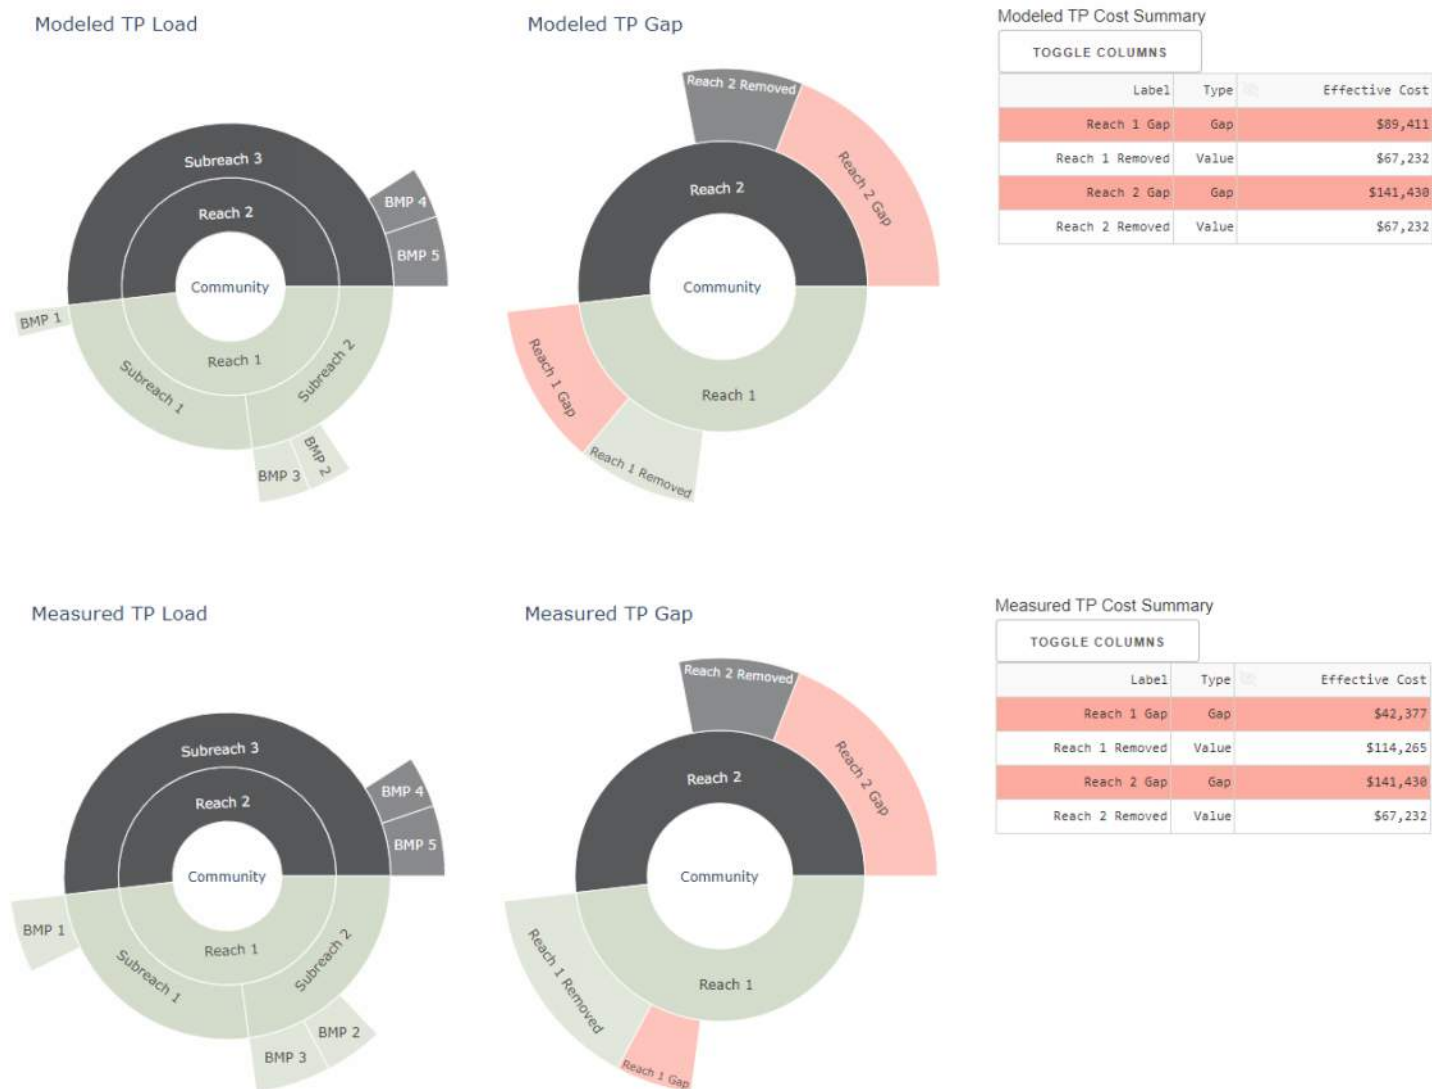 Modeled TP Load
Subreach 3
Reach 2
BMP 4
BMP 5
Community
BMP 1
Reach 1
Subreach 2
Subreach 1
BMP 2
BMP 3
Modeled TP Gap
Reach 2 Removed
Reach 2 Gap
Reach 2
Community
Reach 1 Gap
Reach 1
Reach 1 Removed
Modeled TP Cost Summary
TOGGLE COLUMNS
Label Type Effective Cost
Reach 1 Gap Gap $89,411
Reach 1 Removed Value $67,232
Reach 2 Gap Gap $141,430
Reach 2 Removed Value $67,232
Measured TP Load
Subreach 3
Reach 2
BMP 4
BMP 5
Community
BMP 1
Reach 1
Subreach 2
Subreach 1
BMP 2
BMP 3
Measured TP Gap
Reach 2 Removed
Reach 2 Gap
Reach 2
Community
Reach 1 Removed
Reach 1
Reach 1 Gap
Measured TP Cost Summary
TOGGLE COLUMNS
Label Type Effective Cost
Reach 1 Gap Gap $42,377
Reach 1 Removed Value $114,265
Reach 2 Gap Gap $141,430
Reach 2 Removed Value $67,232